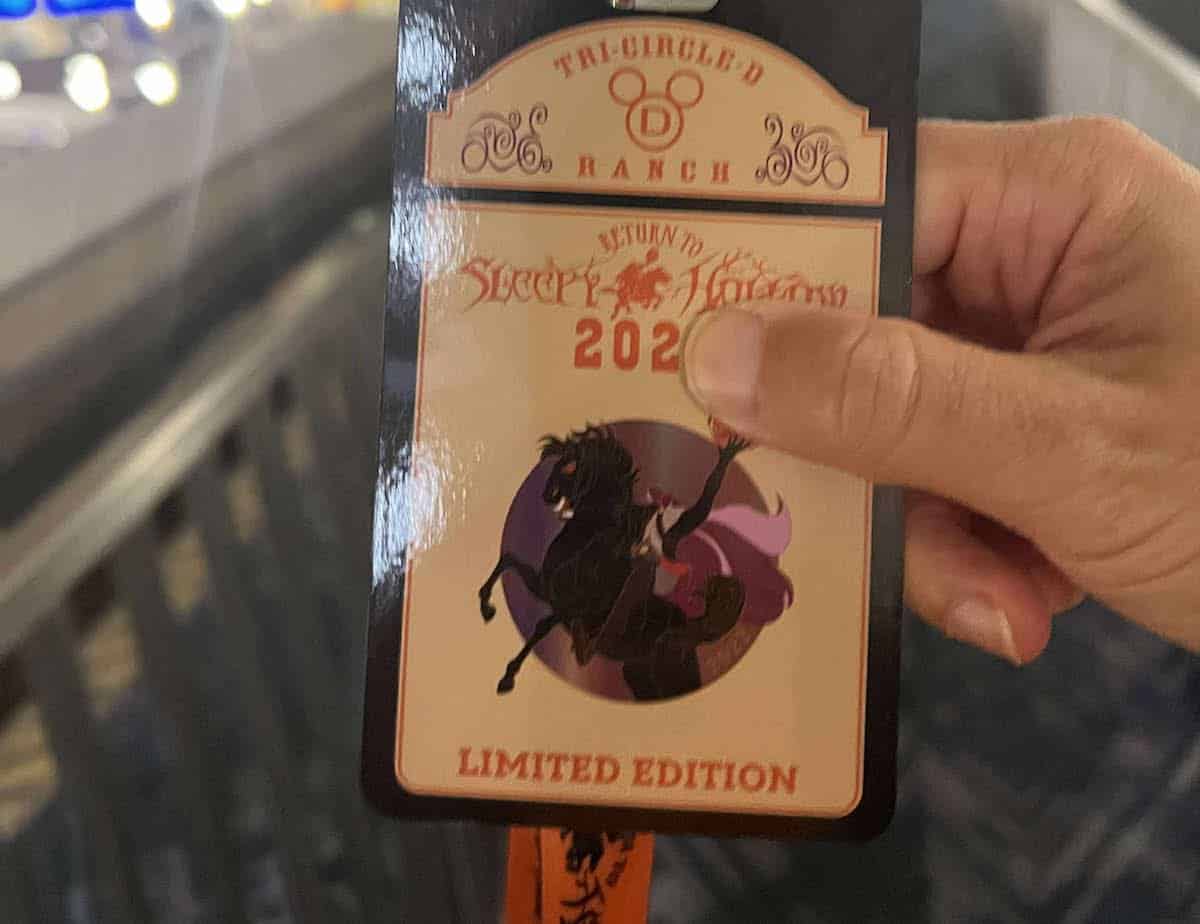 TRI-CIRCLE-D
D
RANCH
RETURN TO
SLEEPY HOLLOW
202
LIMITED EDITION